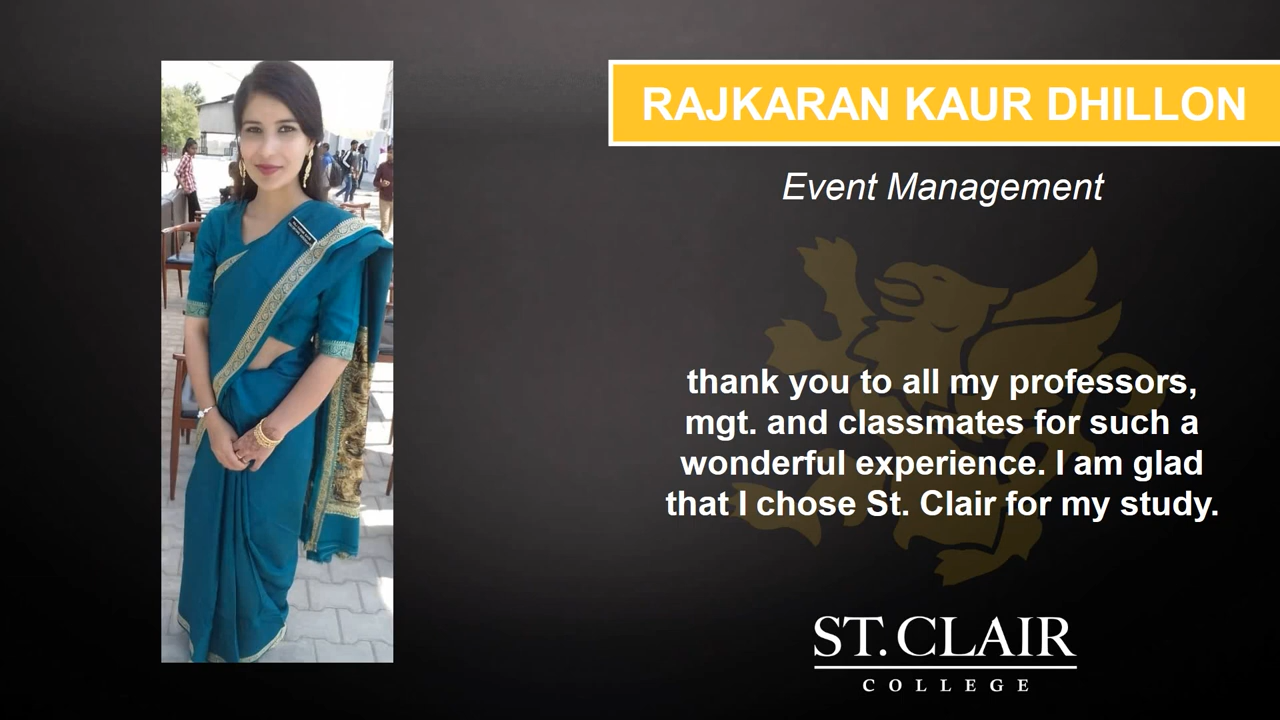 RAJKARAN KAUR DHILLON
Event Management
thank you to all my professors,
mgt. and classmates for such a
wonderful experience. I am glad
that I chose St. Clair for my study.
ST. CLAIR
COLLEGE